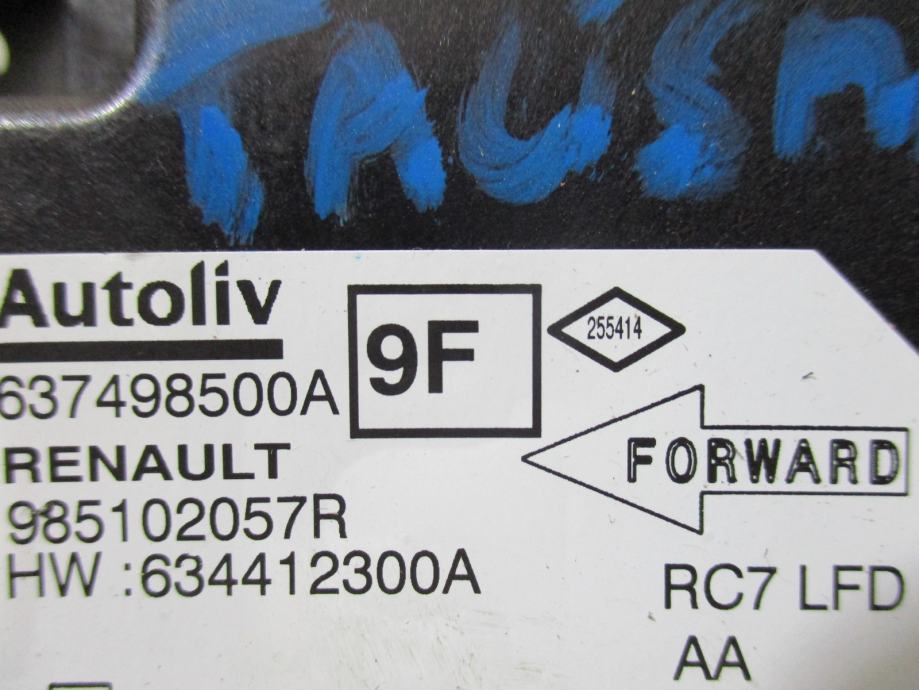 Autoliv
9F
255414
637498500A
FORWARD
RENAULT
985102057R
HW :634412300A
RC7 LFD
AA